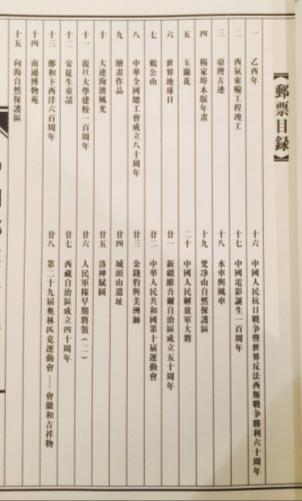 【郵票目録】
一 乙酉年
二 西氣東輸工程竣工
三 臺灣古迹
四 楊家埠木版年畫
五 玉蘭花
六 世界地球日
七 鷄公山
八 中華全國總工會成立八十周年
九 繪畫作品
十 大連海濱風光
十一 復旦大學建校一百周年
十二 安徒生童話
十三 鄭和下西洋六百周年
十四 南通博物苑
十五 向海自然保護區
十六 中國人民抗日戰争暨世界反法西斯戰争勝利六十周年
十七 中國電影誕生一百周年
十八 水車與風車
十九 梵净山自然保護區
二十 中國人民解放軍大將
廿一 新疆維吾爾自治區成立五十周年
廿二 中華人民共和國第十届運動會
廿三 金錢豹與美洲獅
廿四 城頭山遺址
廿五 洛神賦圖
廿六 人民軍隊早期將領(二)
廿七 西藏自治區成立四十周年
廿八 第二十九届奥林匹克運動會——會徽和吉祥物